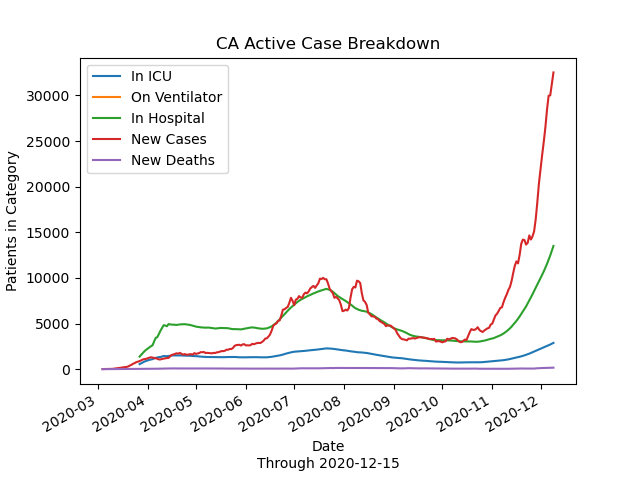 CA Active Case Breakdown
In ICU
On Ventilator
In Hospital
New Cases
New Deaths
Patients in Category
30000
25000
20000
15000
10000
5000
0
2020-03
2020-04
2020-05
2020-06
2020-07
2020-08
2020-09
2020-10
2020-11
2020-12
Date
Through 2020-12-15